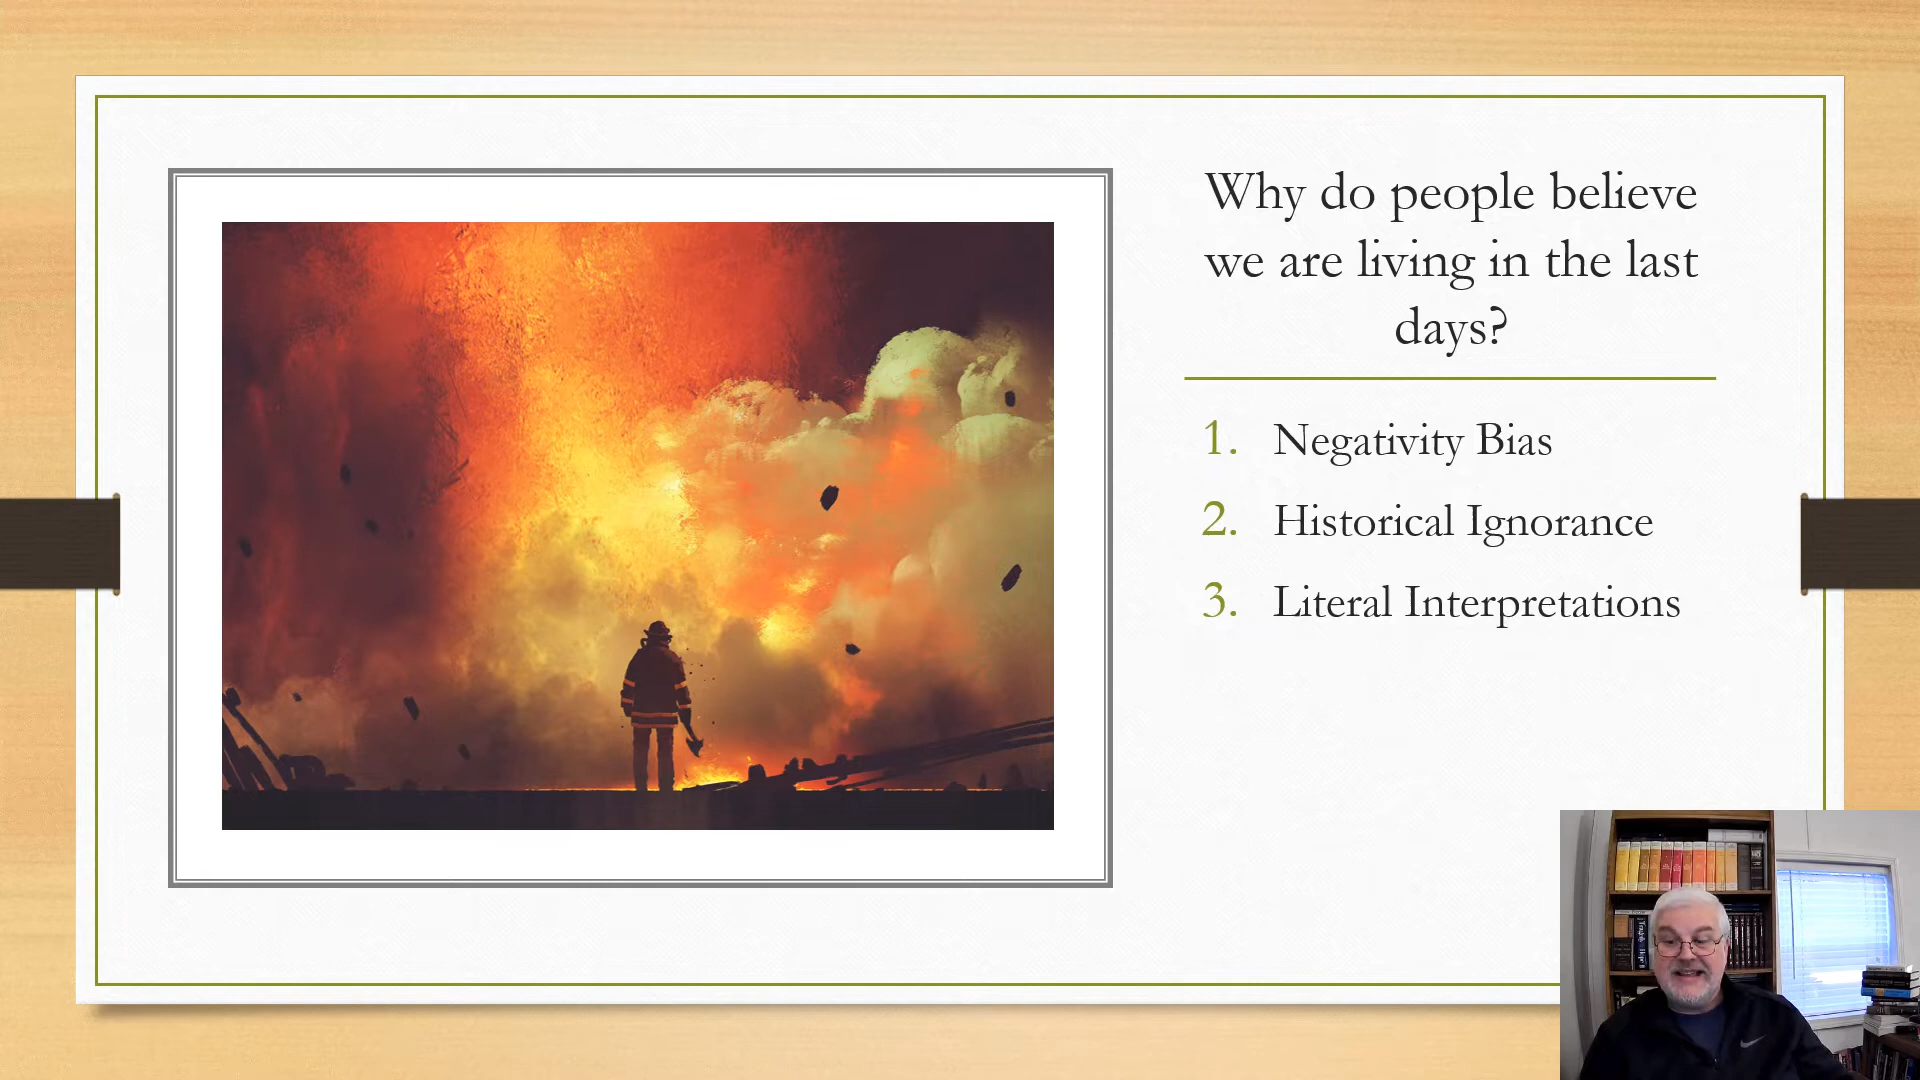 Why do people believe
we are living in the last
days?
1. Negativity Bias
2. Historical Ignorance
3. Literal Interpretations